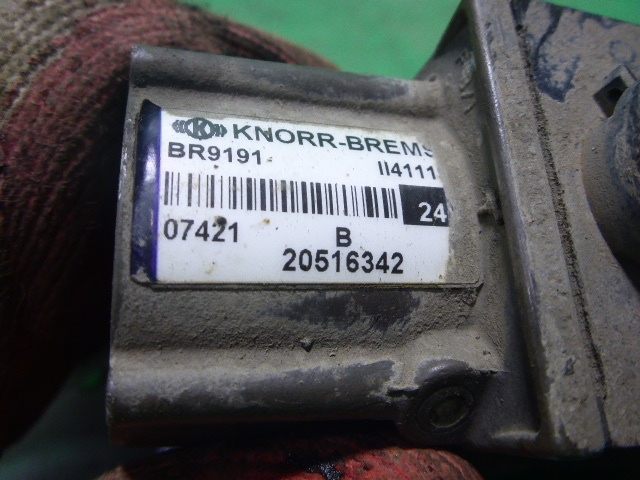 KNORR-BREMS
BR9191 II4111
24
07421 B
20516342